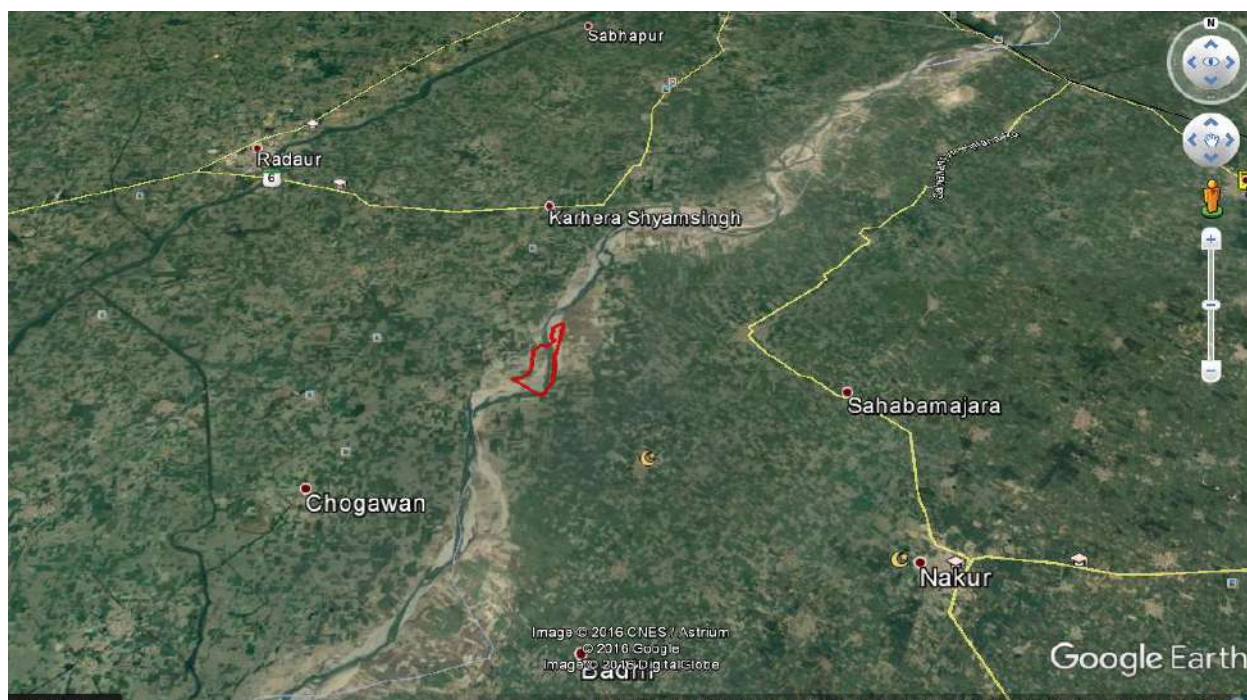 N
Sabhapur
Radaur
6
Karhera Shyamsingh
Sahabamajara
Chogawan
Nakur
Image © 2016 CNES / Astrium
© 2016 Google
Image © 2016 DigitalGlobe
Google Earth